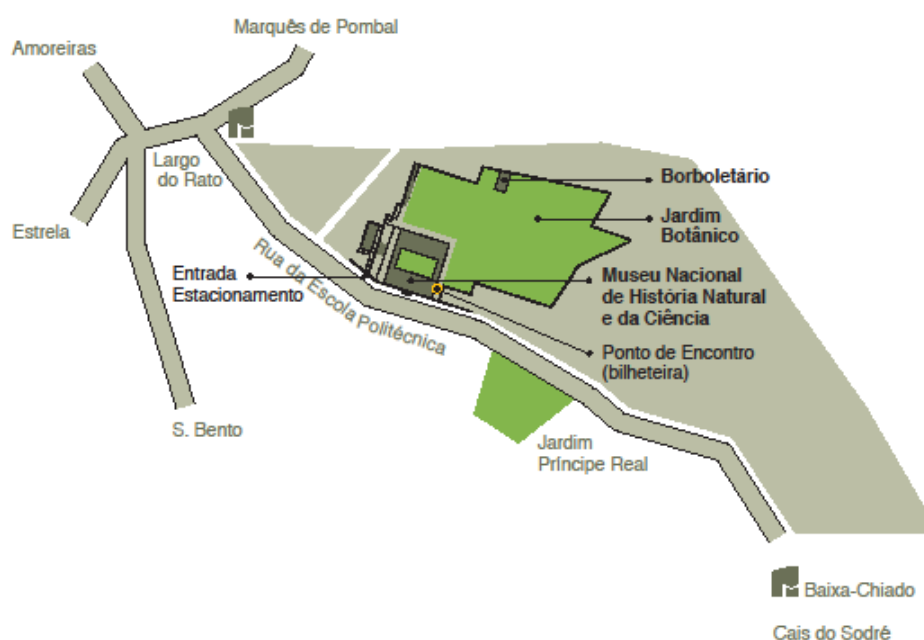 Marquês de Pombal
Amoreiras
Largo
do Rato
Borboletário
Estrela
Jardim
Botânico
Entrada
Estacionamento
Rua da Escola Politécnica
Museu Nacional
de História Natural
e da Ciência
Ponto de Encontro
(bilheteira)
S. Bento
Jardim
Príncipe Real
Baixa-Chiado
Cais do Sodré